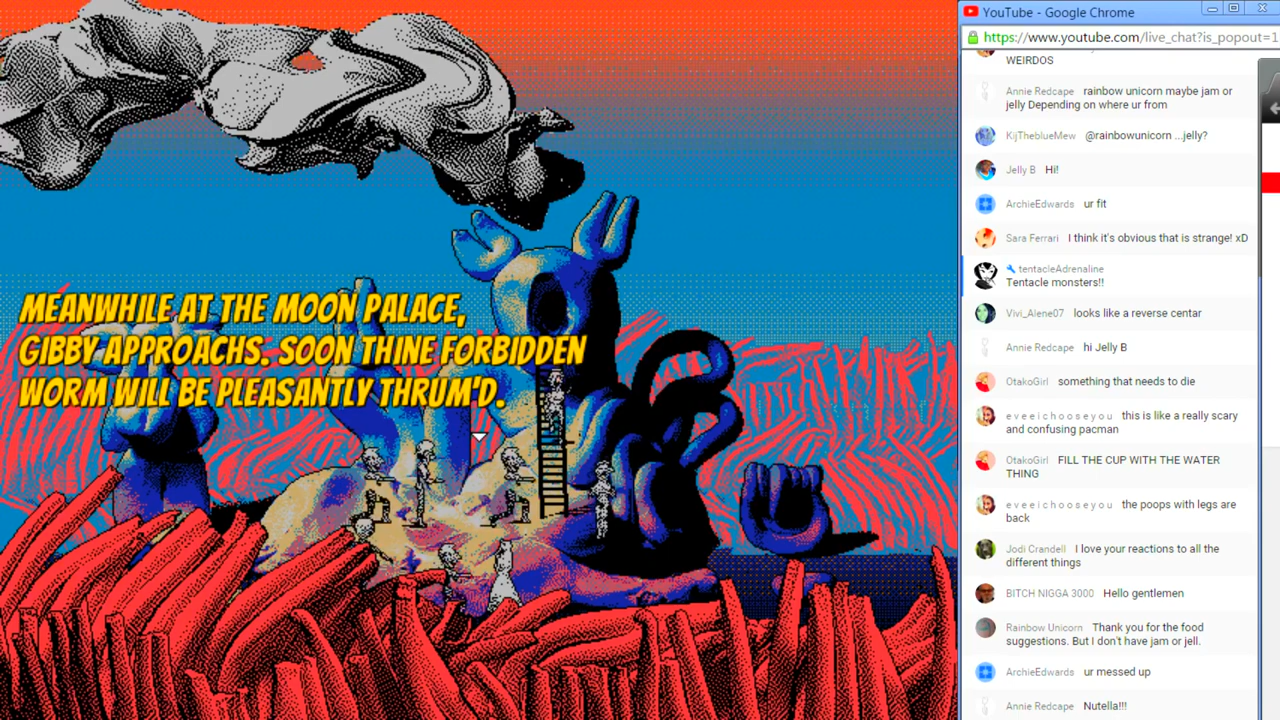 MEANWHILE AT THE MOON PALACE,
GIBBY APPROACHS. SOON THINE FORBIDDEN
WORM WILL BE PLEASANTLY THRUM'D.
YouTube - Google Chrome
https://www.youtube.com/live_chat?is_popout=1
WEIRDOS
Annie Redcape rainbow unicorn maybe jam or
jelly Depending on where ur from
KijTheblueMew @rainbowunicorn ...jelly?
Jelly B Hi!
ArchieEdwards ur fit
Sara Ferrari I think it's obvious that is strange! xD
tentacleAdrenaline
Tentacle monsters!!
Vivi_Alene07 looks like a reverse centar
Annie Redcape hi Jelly B
OtakoGirl something that needs to die
e v e e i c h o o s e y o u this is like a really scary
and confusing pacman
OtakoGirl FILL THE CUP WITH THE WATER
THING
e v e e i c h o o s e y o u the poops with legs are
back
Jodi Crandell I love your reactions to all the
different things
BITCH NIGGA 3000 Hello gentlemen
Rainbow Unicorn Thank you for the food
suggestions. But I don't have jam or jell.
ArchieEdwards ur messed up
Annie Redcape Nutella!!!